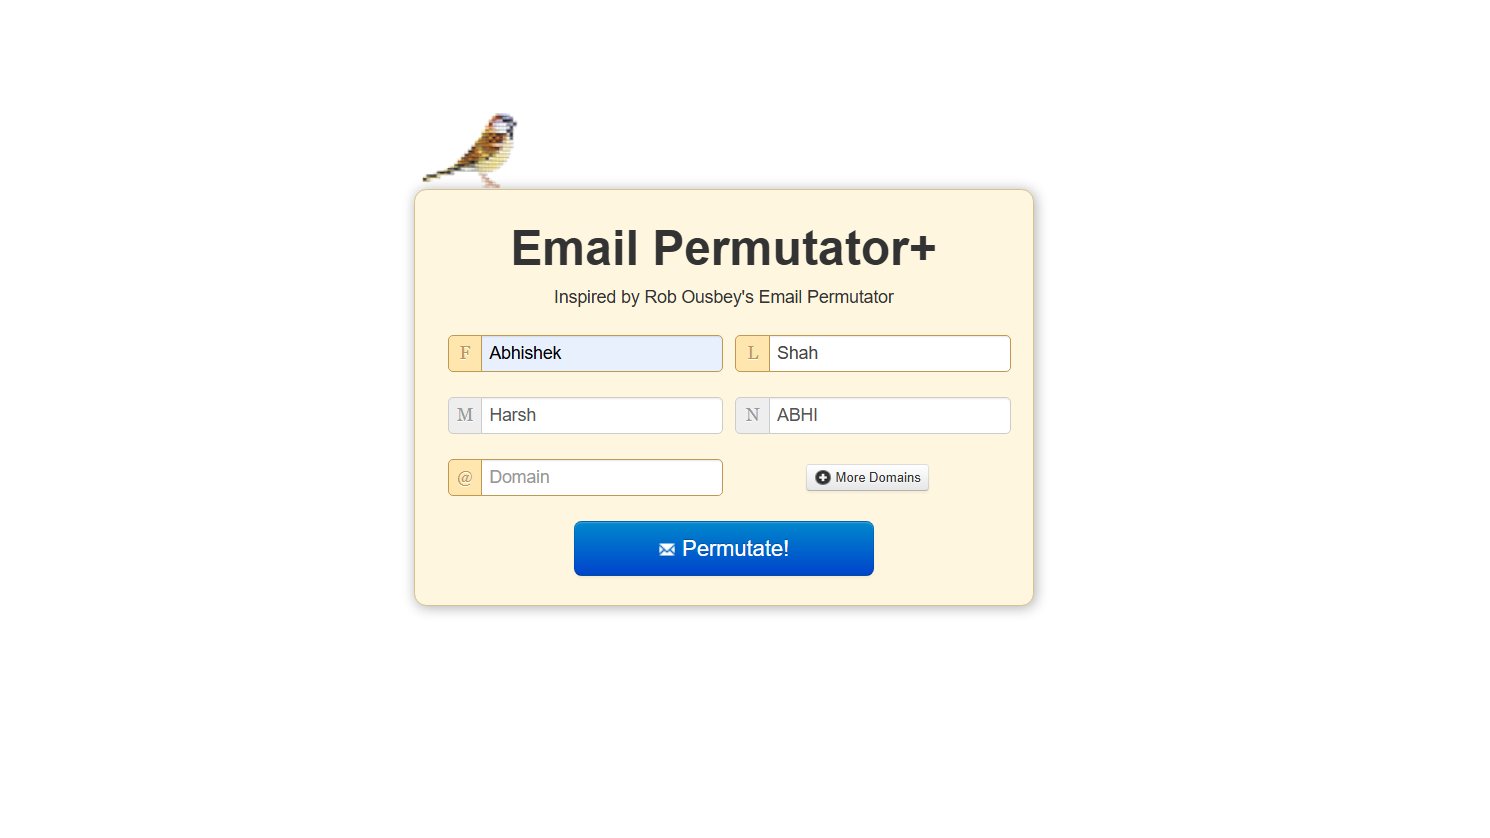 Email Permutator+
Inspired by Rob Ousbey's Email Permutator
F Abhishek L Shah
M Harsh N ABHI
@ Domain More Domains
Permutate!